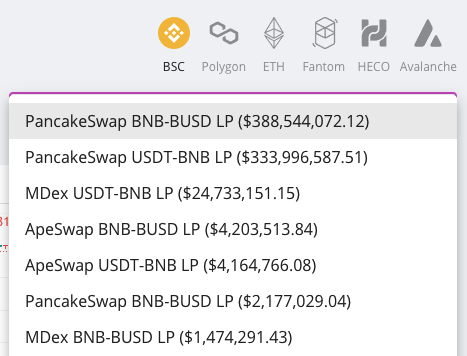 BSC Polygon ETH Fantom HECO Avalanche
PancakeSwap BNB-BUSD LP ($388,544,072.12)
PancakeSwap USDT-BNB LP ($333,996,587.51)
MDex USDT-BNB LP ($24,733,151.15)
ApeSwap BNB-BUSD LP ($4,203,513.84)
ApeSwap USDT-BNB LP ($4,164,766.08)
PancakeSwap BNB-BUSD LP ($2,177,029.04)
MDex BNB-BUSD LP ($1,474,291.43)